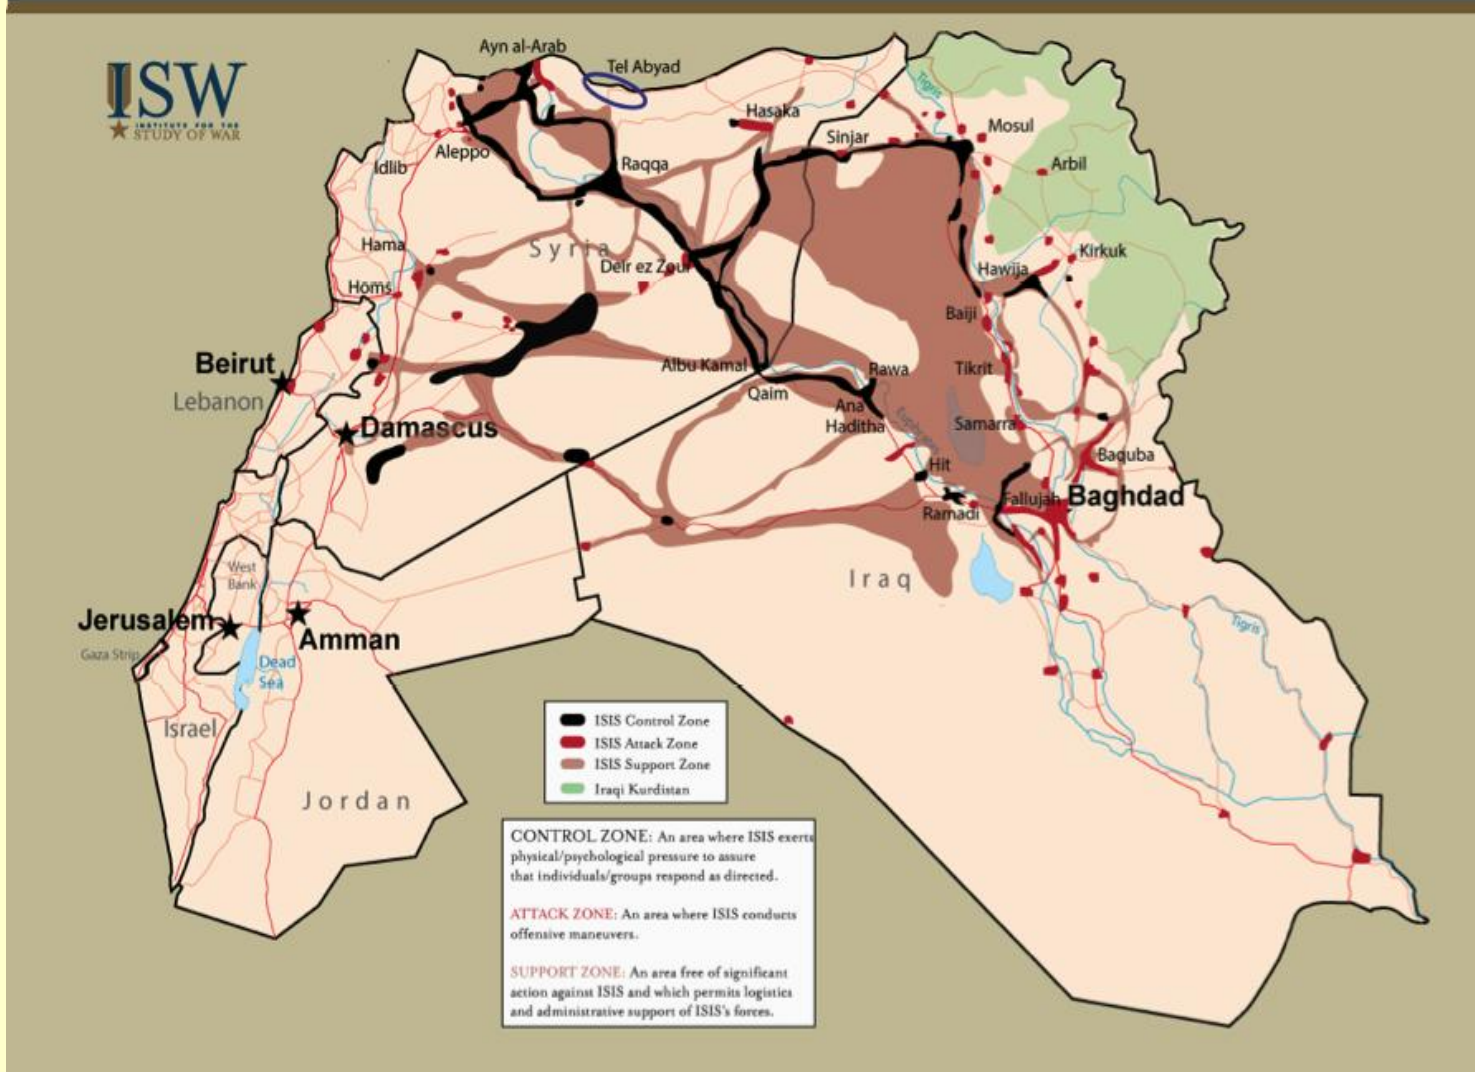 ISW
INSTITUTE FOR THE
STUDY OF WAR
Ayn al-Arab
Tel Abyad
Tigris
Hasaka
Mosul
Sinjar
Aleppo
Arbil
Idlib
Raqqa
Hama
Syria
Kirkuk
Deir ez Zour
Hawija
Homs
Baiji
Beirut
Albu Kamal
Rawa
Tikrit
Lebanon
Qaim
Ana
Haditha
Euphrates
Samarra
Damascus
Baquba
Hit
Fallujah
Baghdad
Ramadi
West
Bank
Iraq
Jerusalem
Amman
Tigris
Gaza Strip
Dead
Sea
Israel
Jordan
ISIS Control Zone
ISIS Attack Zone
ISIS Support Zone
Iraqi Kurdistan
CONTROL ZONE: An area where ISIS exerts
physical/psychological pressure to assure
that individuals/groups respond as directed.
ATTACK ZONE: An area where ISIS conducts
offensive maneuvers.
SUPPORT ZONE: An area free of significant
action against ISIS and which permits logistics
and administrative support of ISIS's forces.